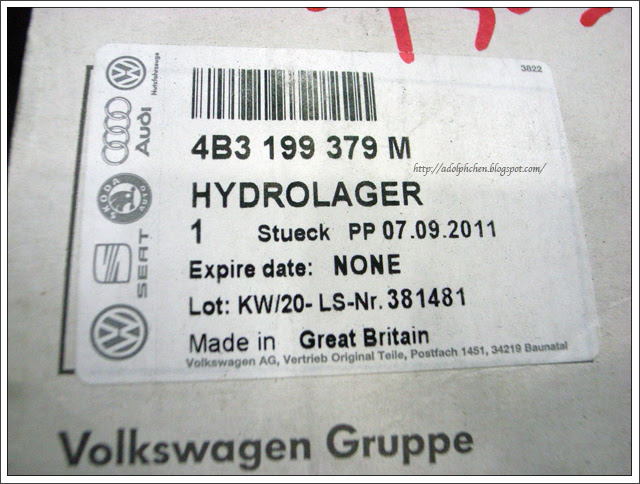 3822
Nutzfahrzeuge
Audi
4B3 199 379 M
http://adolphchen.blogspot.com/
SKODA
AUTO
HYDROLAGER
1 Stueck PP 07.09.2011
SEAT
Expire date: NONE
Lot: KW/20- LS-Nr. 381481
Made in Great Britain
Volkswagen AG, Vertrieb Original Teile, Postfach 1451, 34219 Baunatal
Volkswagen Gruppe